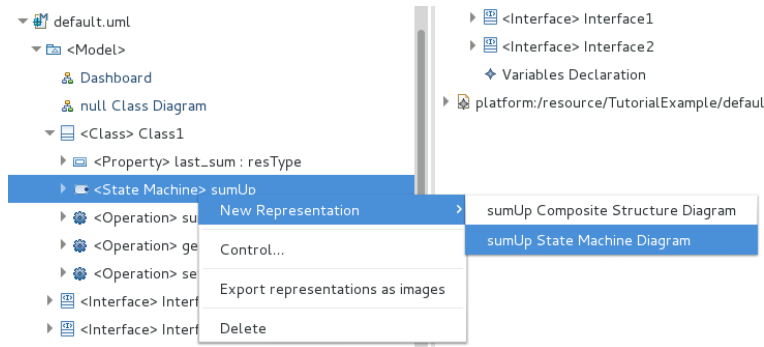 default.uml
<Model>
Dashboard
null Class Diagram
<Class> Class1
<Property> last_sum : resType
<State Machine> sumUp
<Operation> su
<Operation> ge
<Operation> se
<Interface> Interf
<Interface> Interf
New Representation
Control...
Export representations as images
Delete
sumUp Composite Structure Diagram
sumUp State Machine Diagram
<Interface> Interface1
<Interface> Interface2
Variables Declaration
platform:/resource/TutorialExample/defaul